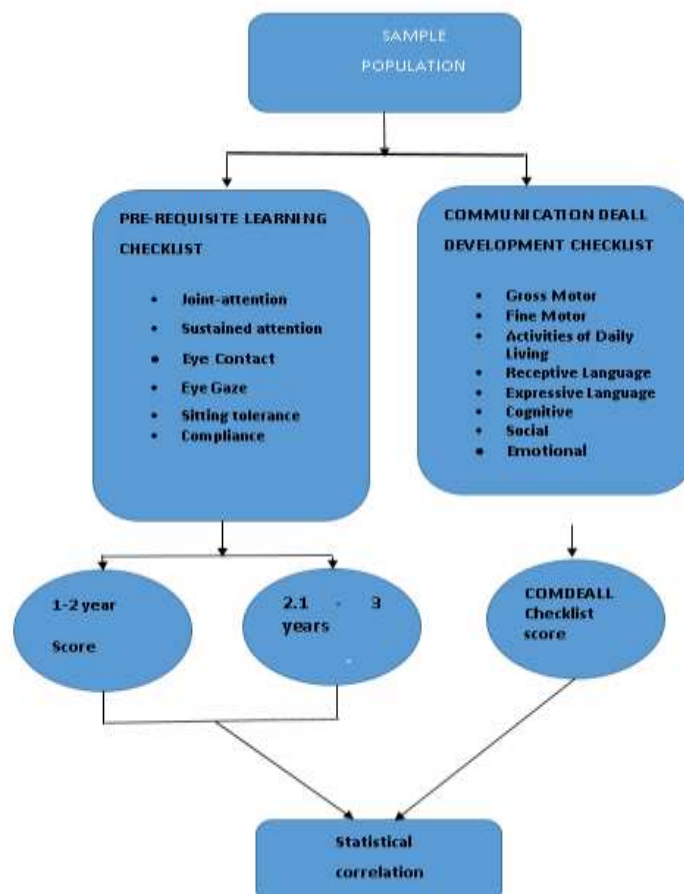 SAMPLE
POPULATION
PRE-REQUISITE LEARNING
CHECKLIST
• Joint-attention
• Sustained attention
• Eye Contact
• Eye Gaze
• Sitting tolerance
• Compliance
COMMUNICATION DEALL
DEVELOPMENT CHECKLIST
• Gross Motor
• Fine Motor
• Activities of Daily
Living
• Receptive Language
• Expressive Language
• Cognitive
• Social
• Emotional
1-2 year
Score
2.1 - 3
years
.
COMDEALL
Checklist
score
Statistical
correlation